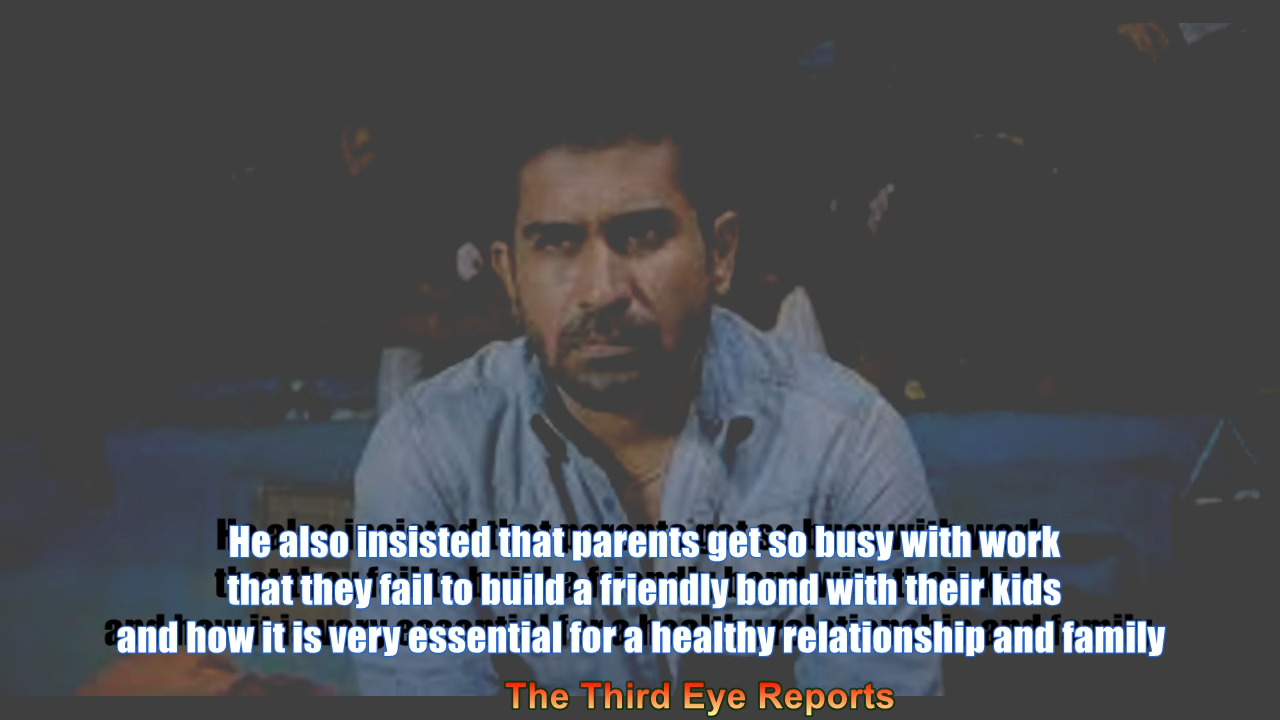 He also insisted that parents get so busy with work
that they fail to build a friendly bond with their kids
and how it is very essential for a healthy relationship and family
The Third Eye Reports